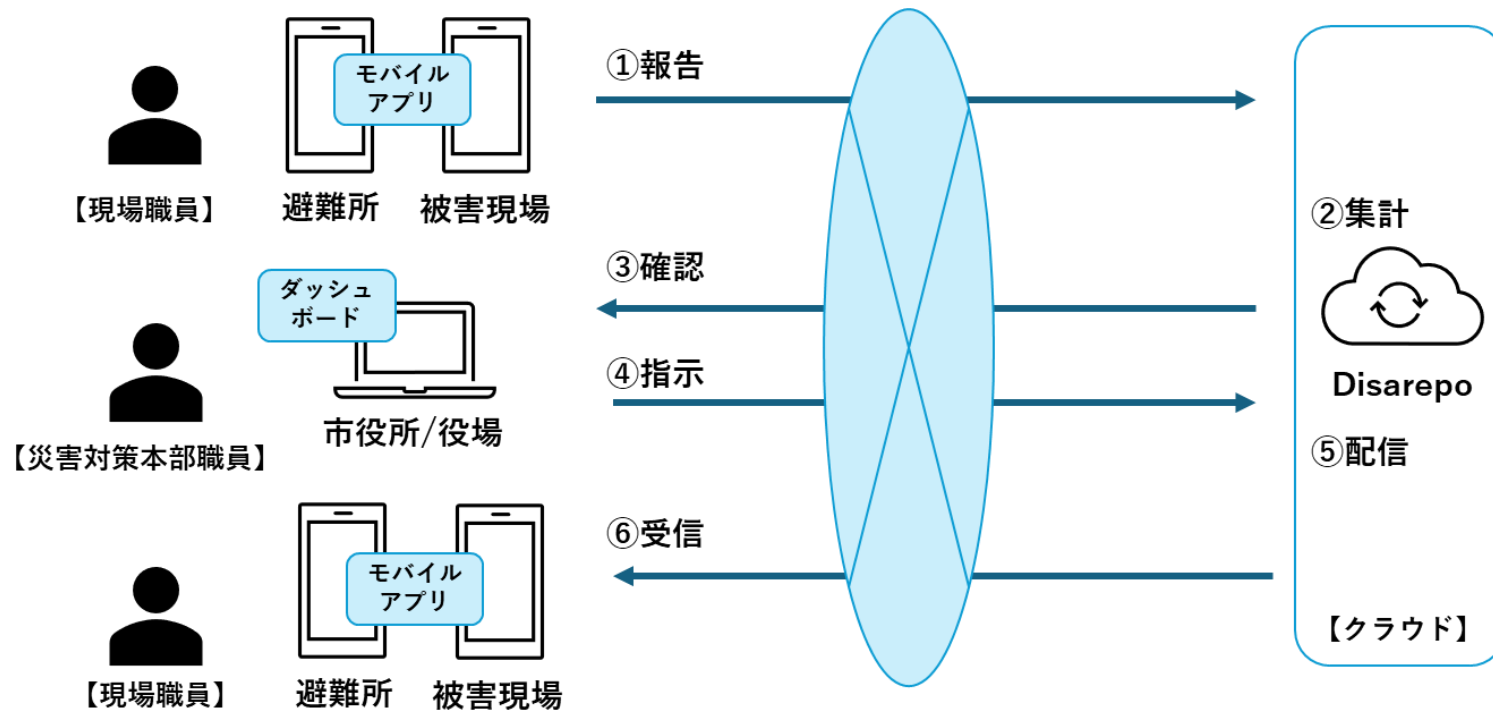 モバイル
アプリ
①報告
【現場職員】
避難所
被害現場
②集計
ダッシュ
ボード
③確認
④指示
Disarepo
市役所/役場
【災害対策本部職員】
⑤配信
⑥受信
モバイル
アプリ
【クラウド】
【現場職員】
避難所
被害現場